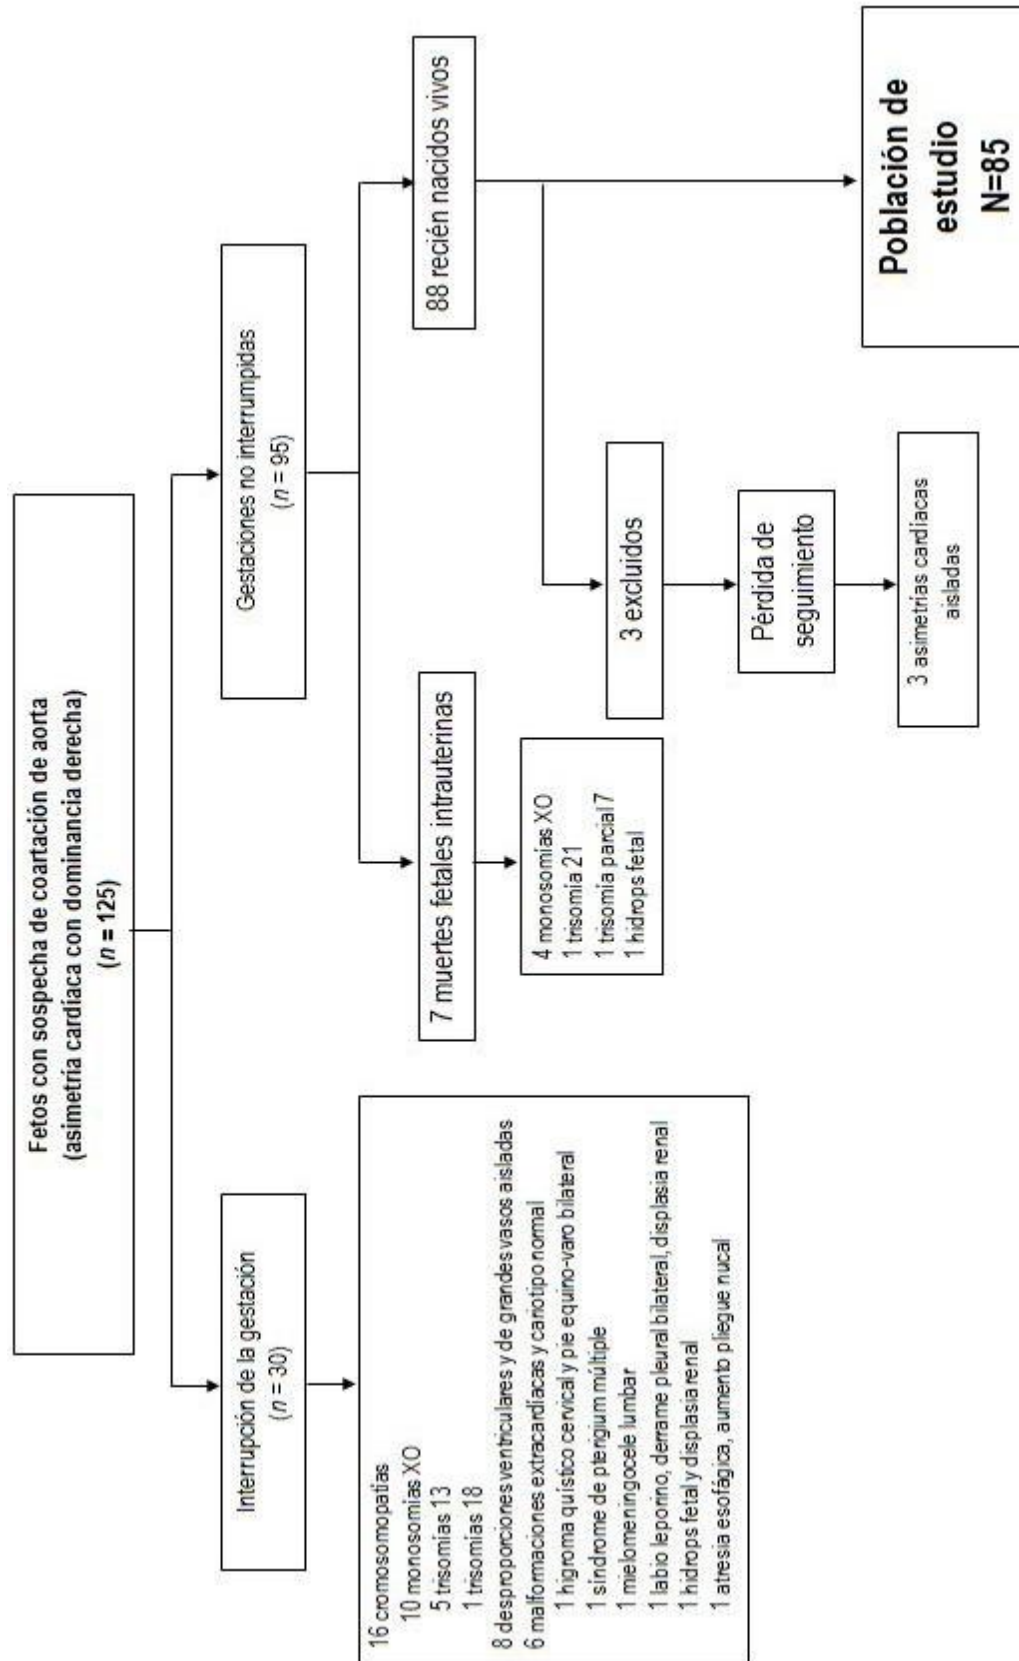 Fetos con sospecha de coartación de aorta
(asimetría cardíaca con dominancia derecha)
(n = 125)
Interrupción de la gestación
(n = 30)
16 cromosomopatías
10 monosomías XO
5 trisomías 13
1 trisomías 18
8 desproporciones ventriculares y de grandes vasos aisladas
6 malformaciones extracardíacas y cariotipo normal
1 higroma quístico cervical y pie equino-varo bilateral
1 síndrome de pterigium múltiple
1 mielomeningocele lumbar
1 labio leporino, derrame pleural bilateral, displasia renal
1 hidrops fetal y displasia renal
1 atresia esofágica, aumento pliegue nucal
Gestaciones no interrumpidas
(n = 95)
7 muertes fetales intrauterinas
4 monosomías XO
1 trisomía 21
1 trisomía parcial 7
1 hidrops fetal
88 recién nacidos vivos
3 excluidos
Pérdida de
seguimiento
3 asimetrías cardíacas
aisladas
Población de
estudio
N=85